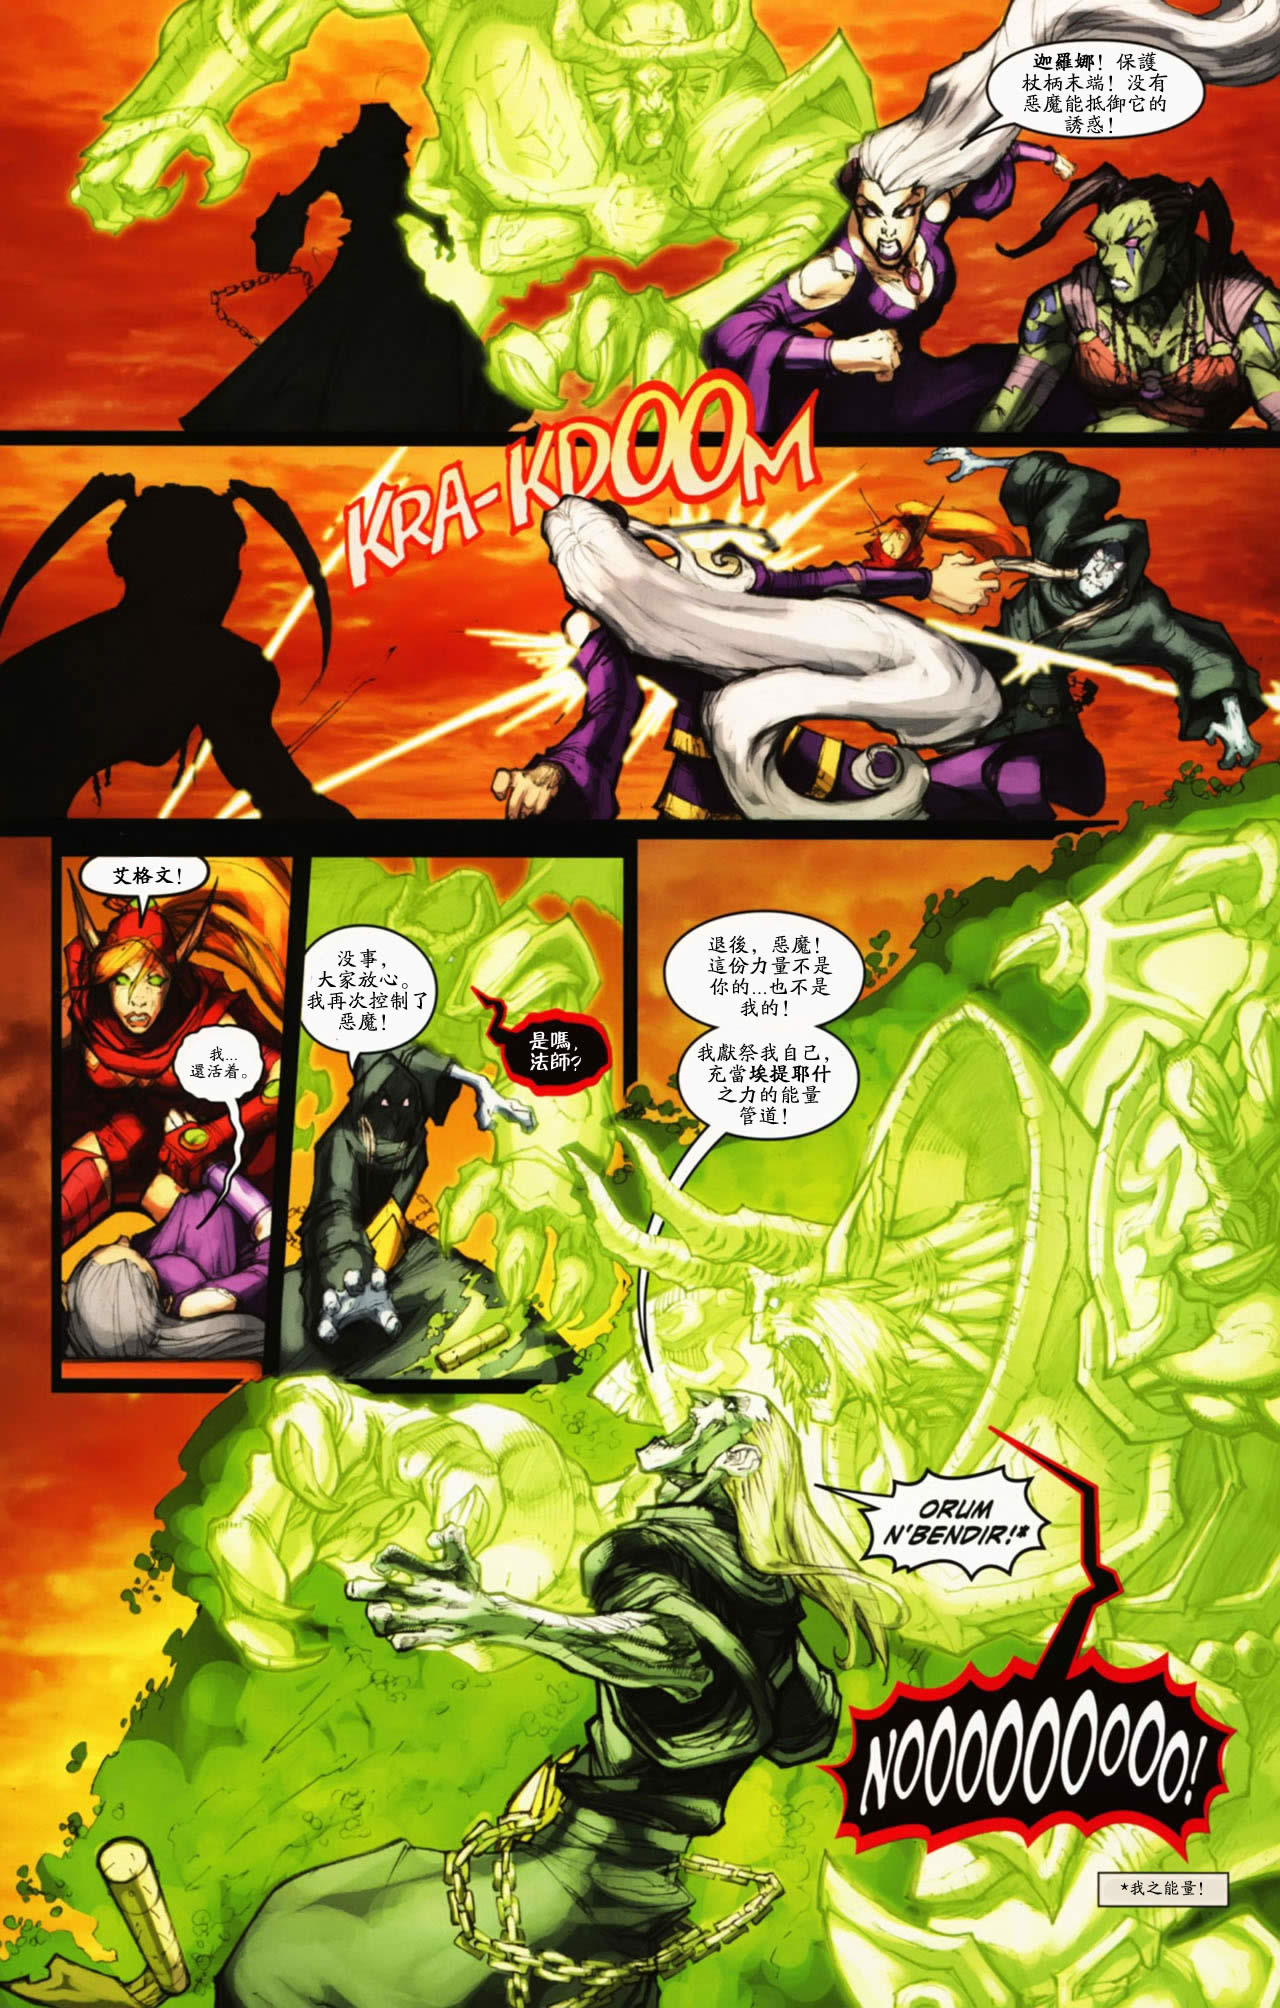 迦羅娜！保護
杖柄末端！没有
惡魔能抵御它的
誘惑！
KRA-KDOOM
艾格文！
我...
還活着。
没事，
大家放心。
我再次控制了
惡魔！
是嗎，
法師？
退後，惡魔！
這份力量不是
你的...也不是
我的！
我獻祭我自己，
充當埃提耶什
之力的能量
管道！
ORUM
N'BENDIR!*
NOOOOOOOOOO!
*我之能量！